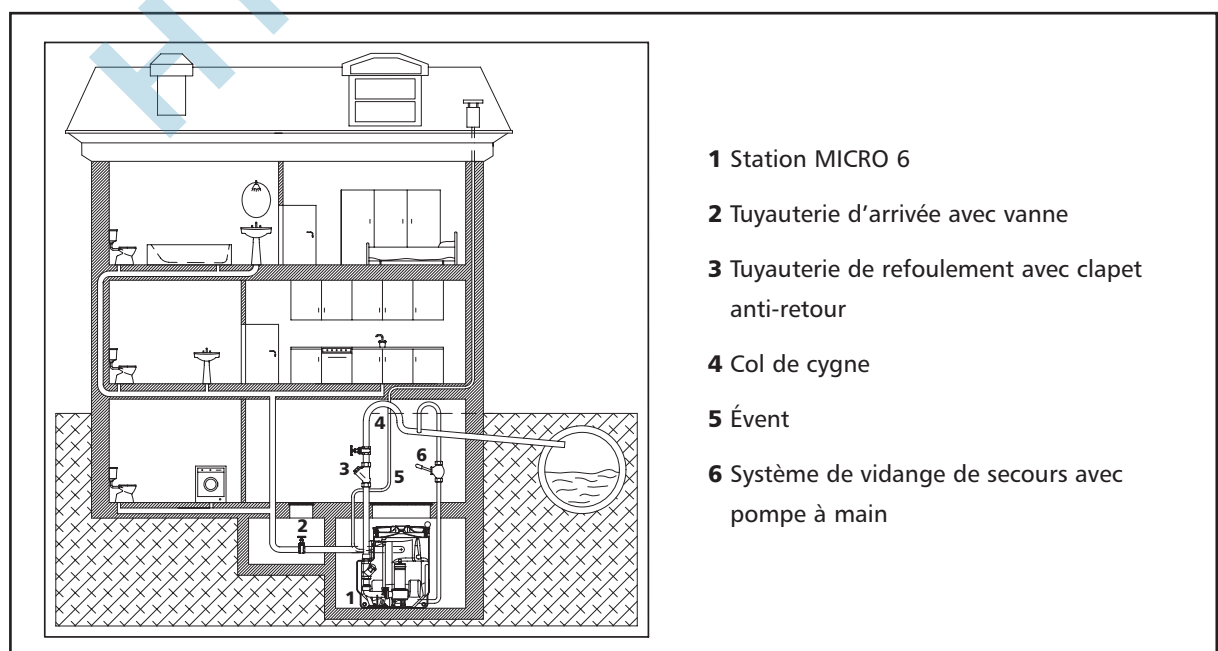 1 Station MICRO 6
2 Tuyauterie d’arrivée avec vanne
3 Tuyauterie de refoulement avec clapet
anti-retour
4 Col de cygne
5 Évent
6 Système de vidange de secours avec
pompe à main
4
3
6
5
2
1